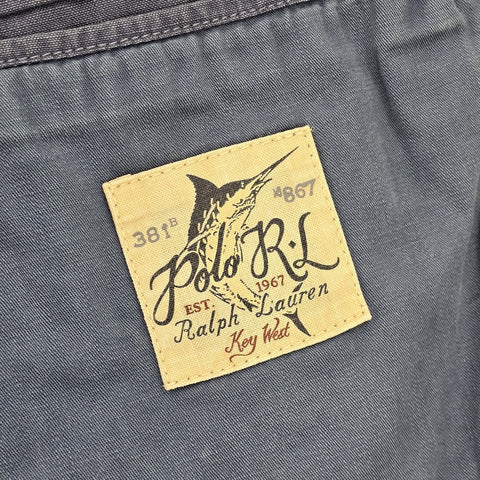 381B
№867
Polo R·L
EST. 1967
Ralph Lauren
Key West